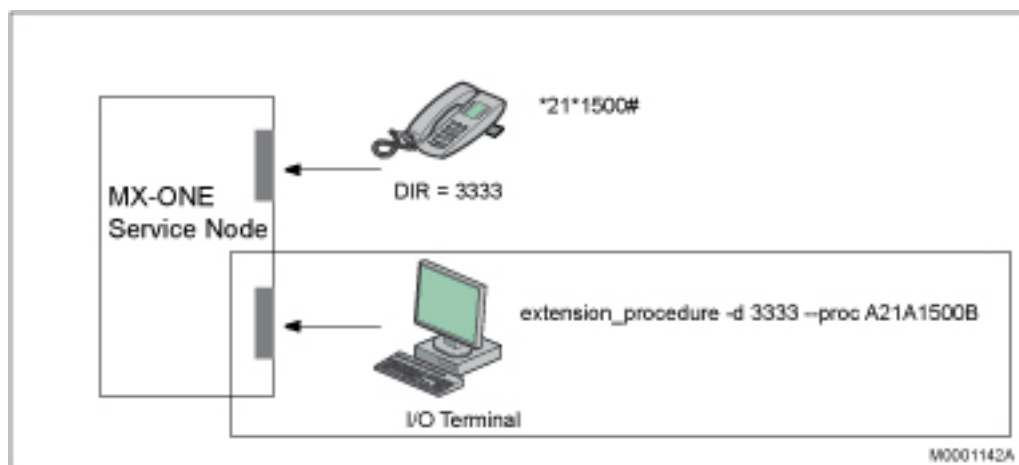 *21*1500#
DIR = 3333
MX-ONE
Service Node
extension_procedure -d 3333 --proc A21A1500B
I/O Terminal
M0001142A